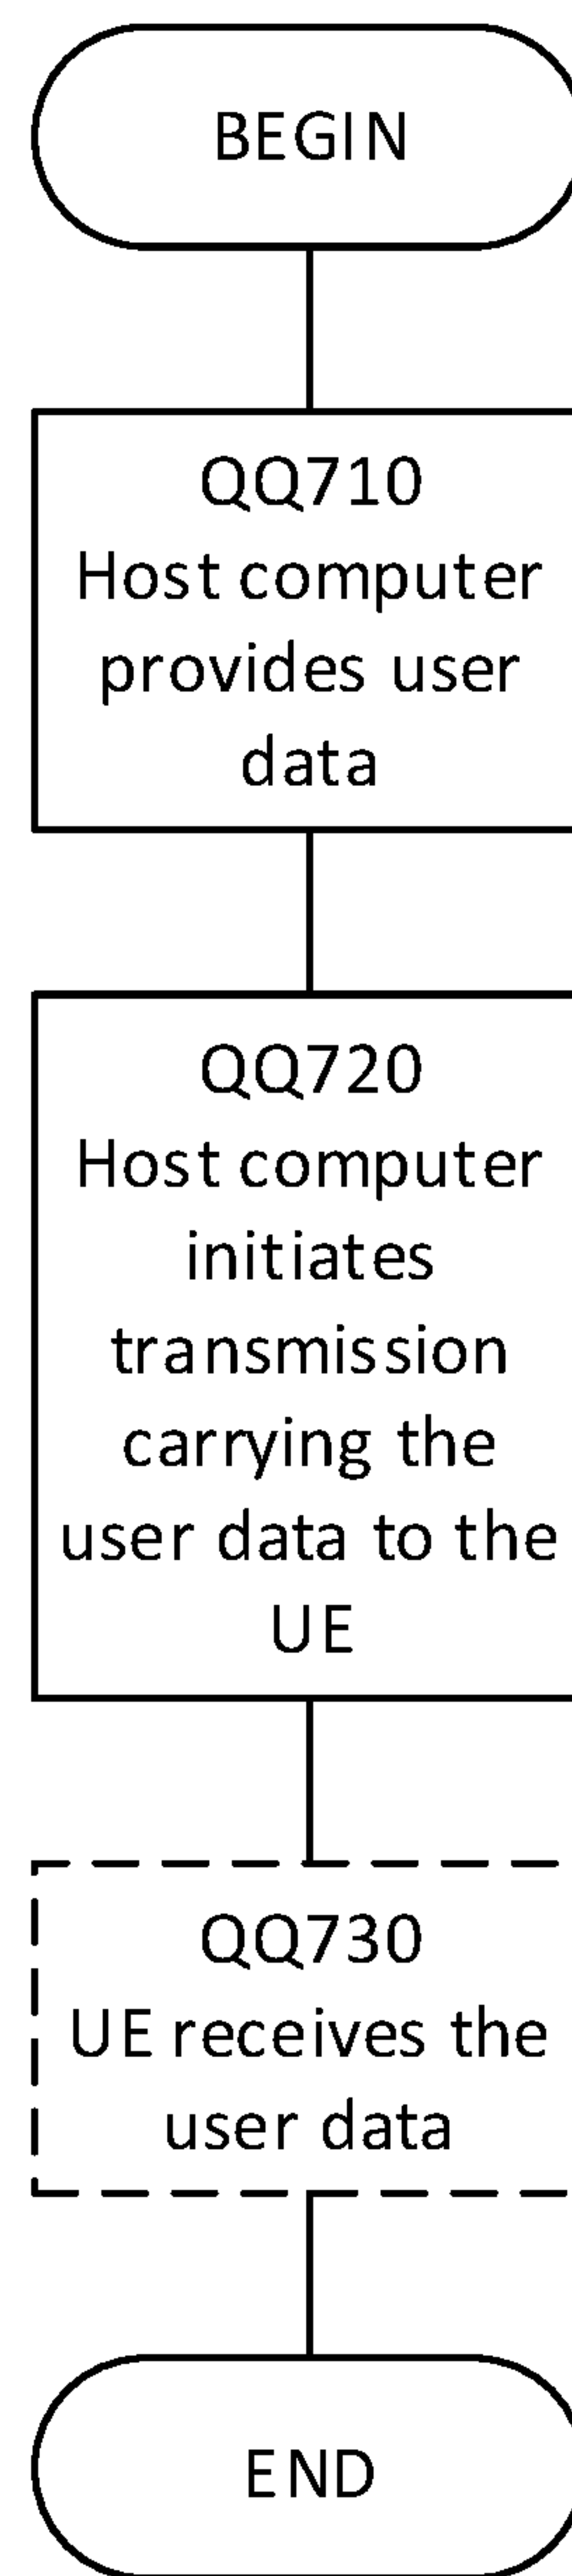 BEGIN
QQ710
Host computer
provides user
data
QQ720
Host computer
initiates
transmission
carrying the
user data to the
UE
QQ730
UE receives the
user data
END